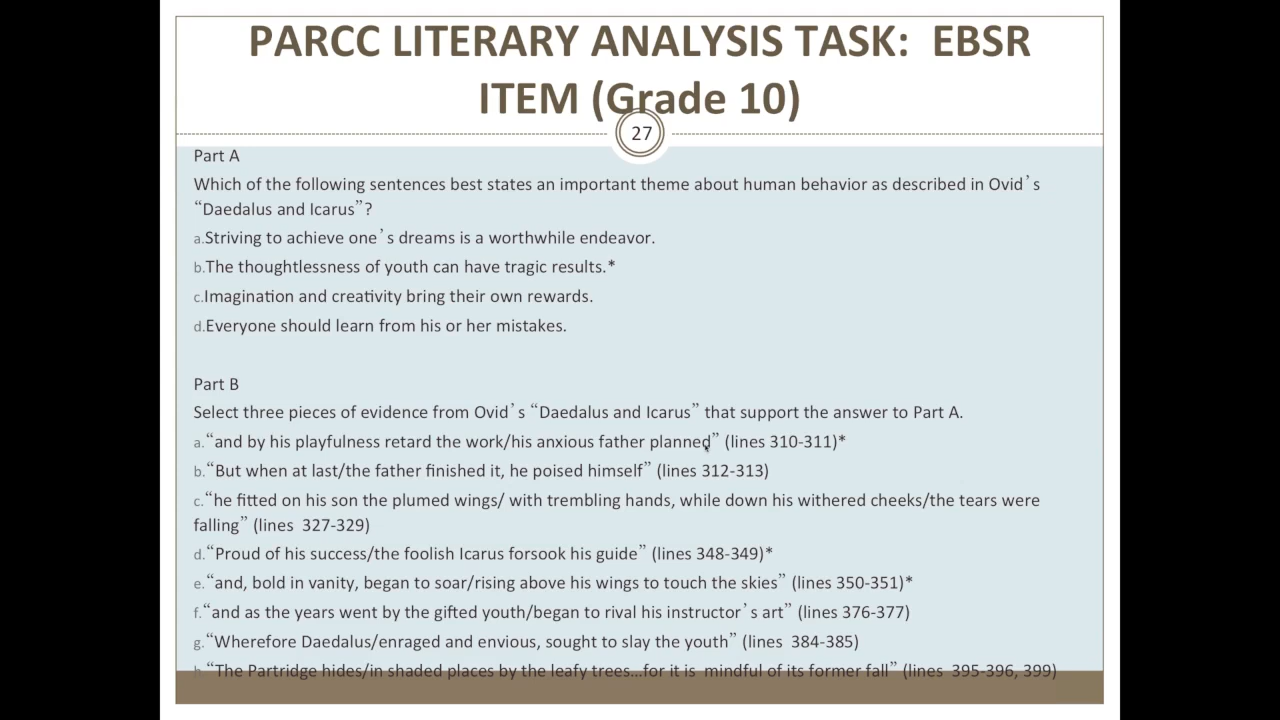 PARCC LITERARY ANALYSIS TASK: EBSR
ITEM (Grade 10)
27
Part A
Which of the following sentences best states an important theme about human behavior as described in Ovid's
“Daedalus and Icarus”?
a.Striving to achieve one's dreams is a worthwhile endeavor.
b.The thoughtlessness of youth can have tragic results.*
c.Imagination and creativity bring their own rewards.
d.Everyone should learn from his or her mistakes.
Part B
Select three pieces of evidence from Ovid's “Daedalus and Icarus” that support the answer to Part A.
a.“and by his playfulness retard the work/his anxious father planned” (lines 310-311)*
b.“But when at last/the father finished it, he poised himself” (lines 312-313)
c.“he fitted on his son the plumed wings/ with trembling hands, while down his withered cheeks/the tears were
falling” (lines 327-329)
d.“Proud of his success/the foolish Icarus forsook his guide” (lines 348-349)*
e.“and, bold in vanity, began to soar/rising above his wings to touch the skies” (lines 350-351)*
f.“and as the years went by the gifted youth/began to rival his instructor's art” (lines 376-377)
g.“Wherefore Daedalus/enraged and envious, sought to slay the youth” (lines 384-385)
h.“The Partridge hides/in shaded places by the leafy trees…for it is mindful of its former fall” (lines 395-396, 399)